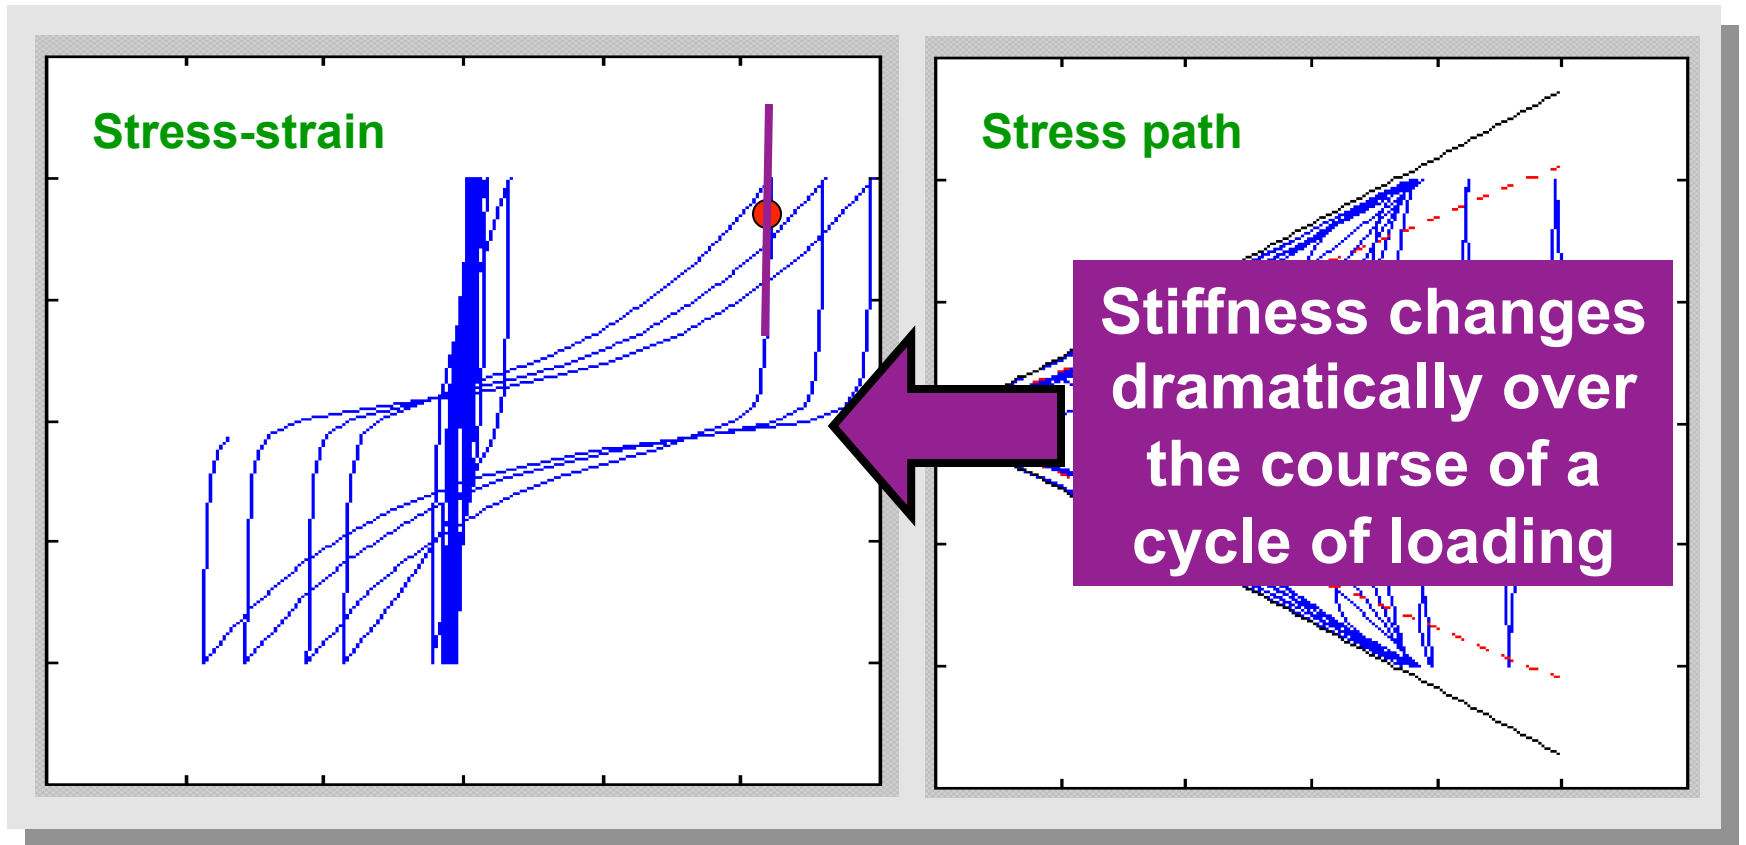 Stress-strain
Stress path
Stiffness changes
dramatically over
the course of a
cycle of loading